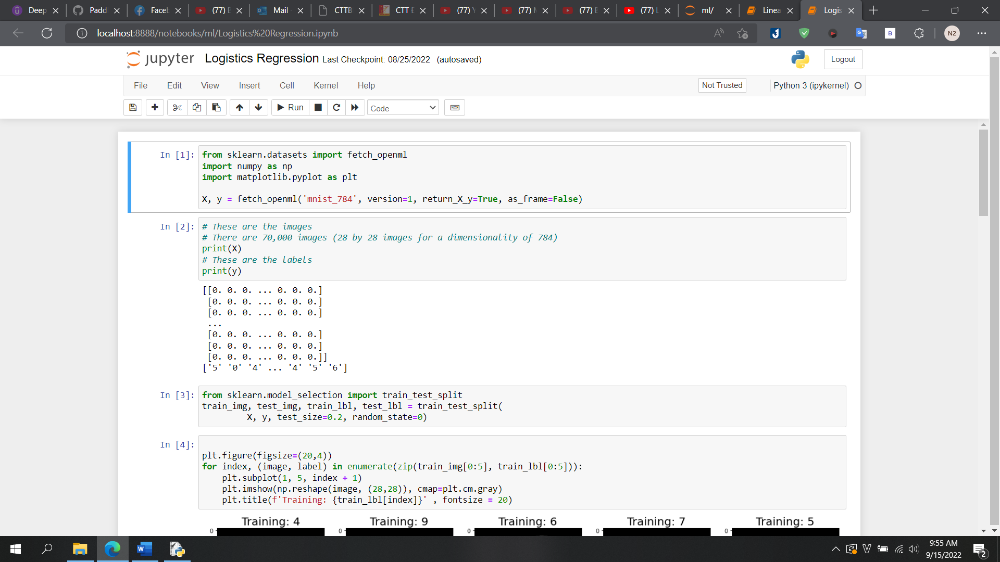 Deep
Padd
Faceb
(77) E
Mail -
CTTB
CTT E
(77) Y
(77) M
(77) E
(77) L
ml/
Linea
Logis
localhost:8888/notebooks/ml/Logistics%20Regression.ipynb
N2
jupyter Logistics Regression Last Checkpoint: 08/25/2022 (autosaved)
Logout
File Edit View Insert Cell Kernel Help
Not Trusted
Python 3 (ipykernel)
Run
Code
In [1]:
from sklearn.datasets import fetch_openml
import numpy as np
import matplotlib.pyplot as plt
X, y = fetch_openml('mnist_784', version=1, return_X_y=True, as_frame=False)
In [2]:
# These are the images
# There are 70,000 images (28 by 28 images for a dimensionality of 784)
print(X)
# These are the labels
print(y)
[[0. 0. 0. ... 0. 0. 0.]
[0. 0. 0. ... 0. 0. 0.]
[0. 0. 0. ... 0. 0. 0.]
...
[0. 0. 0. ... 0. 0. 0.]
[0. 0. 0. ... 0. 0. 0.]
[0. 0. 0. ... 0. 0. 0.]]
['5' '0' '4' ... '4' '5' '6']
In [3]:
from sklearn.model_selection import train_test_split
train_img, test_img, train_lbl, test_lbl = train_test_split(
X, y, test_size=0.2, random_state=0)
In [4]:
plt.figure(figsize=(20,4))
for index, (image, label) in enumerate(zip(train_img[0:5], train_lbl[0:5])):
plt.subplot(1, 5, index + 1)
plt.imshow(np.reshape(image, (28,28)), cmap=plt.cm.gray)
plt.title(f'Training: {train_lbl[index]}' , fontsize = 20)
Training: 4 Training: 9 Training: 6 Training: 7 Training: 5
0 0 0 0 0
9:55 AM
9/15/2022
2